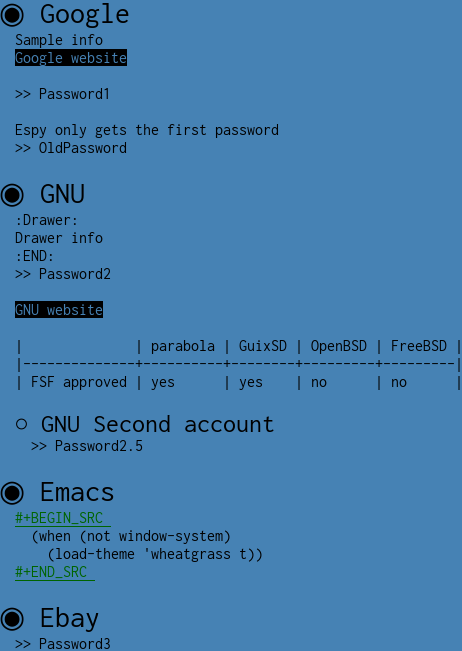 ◉ Google
Sample info
Google website
>> Password1
Espy only gets the first password
>> OldPassword
◉ GNU
:Drawer:
Drawer info
:END:
>> Password2
GNU website
|              | parabola | GuixSD | OpenBSD | FreeBSD |
|--------------+----------+--------+---------+---------|
| FSF approved | yes      | yes    | no      | no      |
○ GNU Second account
>> Password2.5
◉ Emacs
#+BEGIN_SRC
(when (not window-system)
(load-theme 'wheatgrass t))
#+END_SRC
◉ Ebay
>> Password3